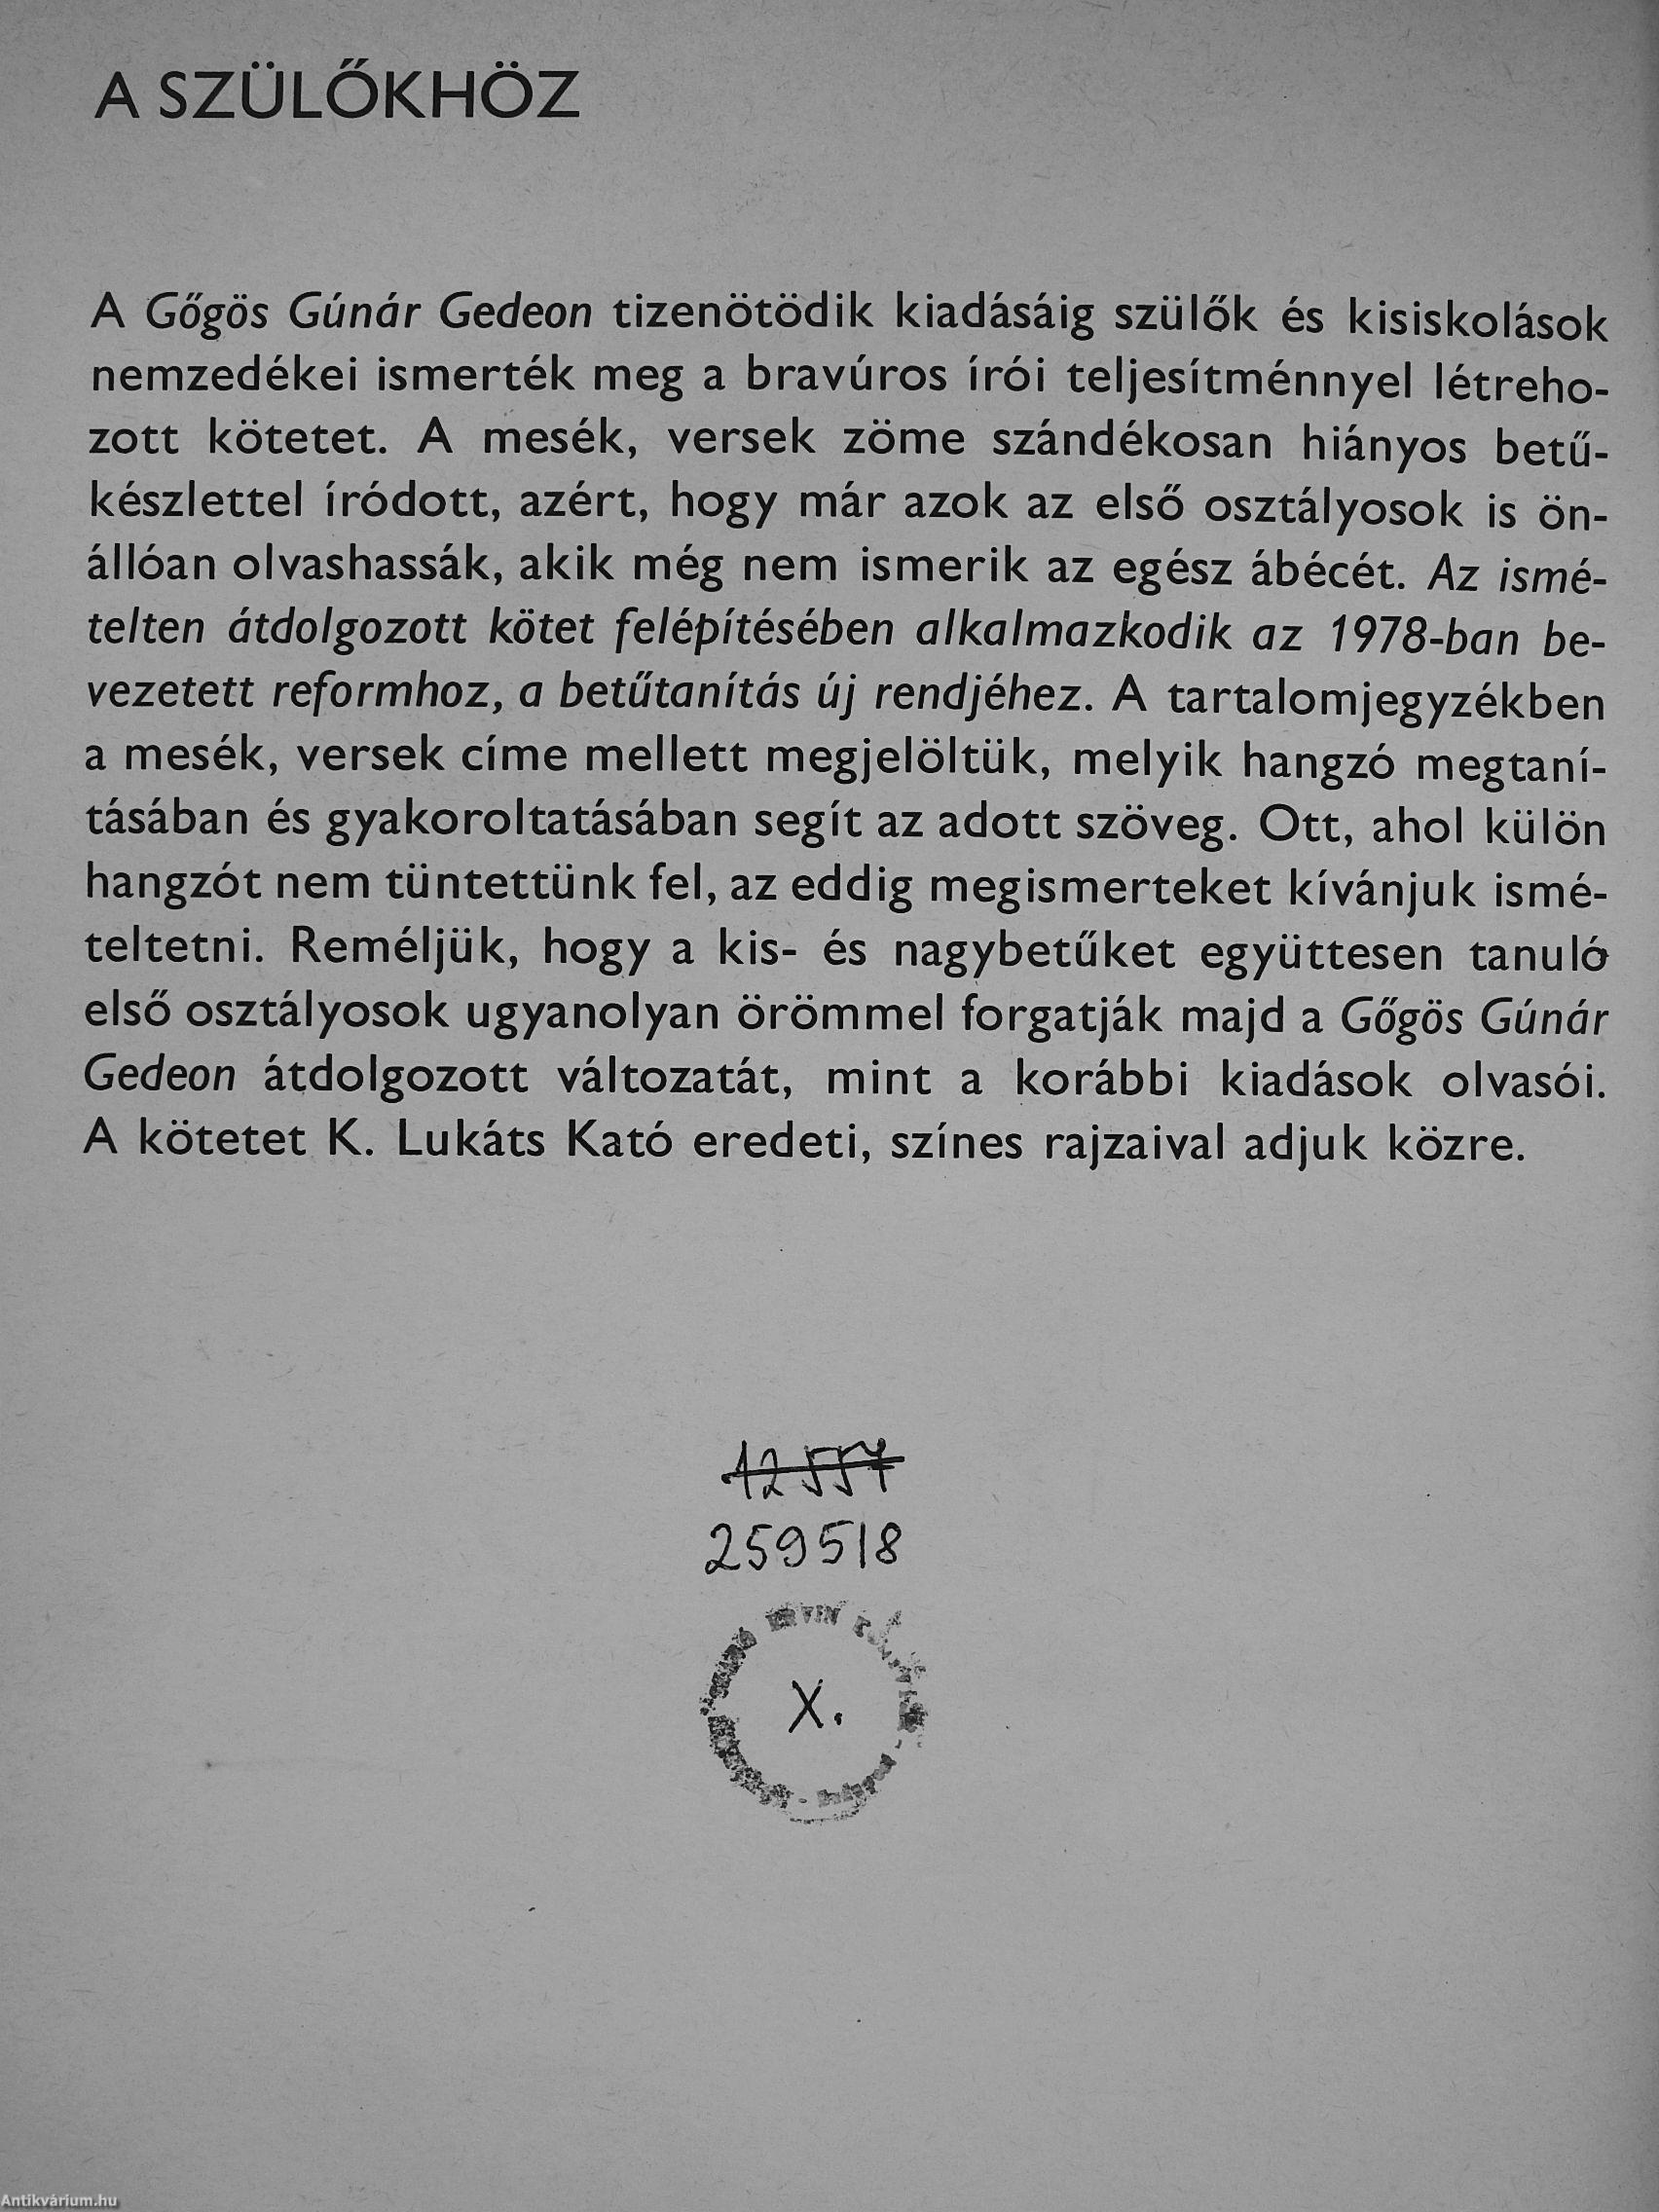 A SZÜLŐKHÖZ
A Gőgös Gúnár Gedeon tizenötödik kiadásáig szülők és kisiskolások
nemzedékei ismerték meg a bravúros írói teljesítménnyel létreho-
zott kötetet. A mesék, versek zöme szándékosan hiányos betű-
készlettel íródott, azért, hogy már azok az első osztályosok is ön-
állóan olvashassák, akik még nem ismerik az egész ábécét. Az ismé-
telten átdolgozott kötet felépítésében alkalmazkodik az 1978-ban be-
vezetett reformhoz, a betűtanítás új rendjéhez. A tartalomjegyzékben
a mesék, versek címe mellett megjelöltük, melyik hangzó megtaní-
tásában és gyakoroltatásában segít az adott szöveg. Ott, ahol külön
hangzót nem tüntettünk fel, az eddig megismerteket kívánjuk ismé-
teltetni. Reméljük, hogy a kis- és nagybetűket együttesen tanuló
első osztályosok ugyanolyan örömmel forgatják majd a Gőgös Gúnár
Gedeon átdolgozott változatát, mint a korábbi kiadások olvasói.
A kötetet K. Lukáts Kató eredeti, színes rajzaival adjuk közre.
12557
259518
ERVIN
X.
Antikvárium.hu